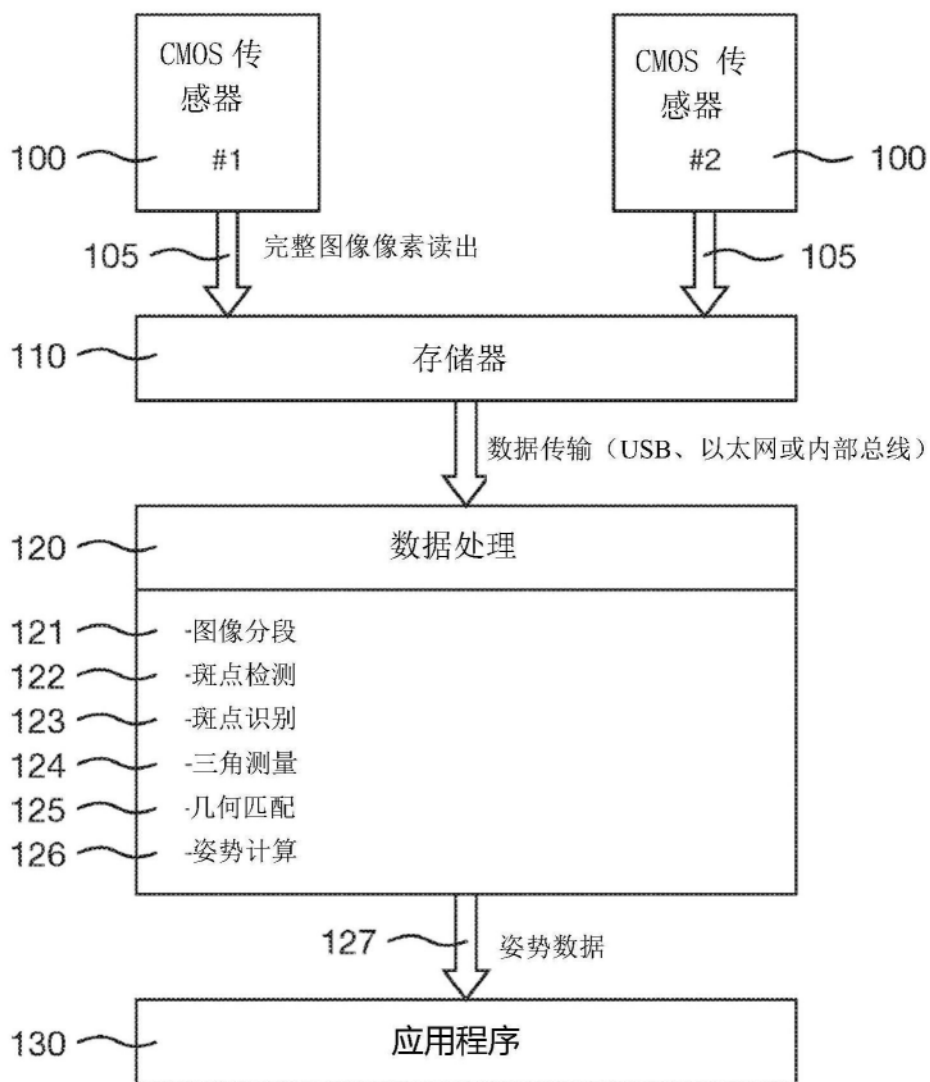 CMOS 传
感器
#1
CMOS 传
感器
#2
100
100
105
完整图像像素读出
105
110
存储器
数据传输（USB、以太网或内部总线）
120
数据处理
121
-图像分段
122
-斑点检测
123
-斑点识别
124
-三角测量
125
-几何匹配
126
-姿势计算
127
姿势数据
130
应用程序